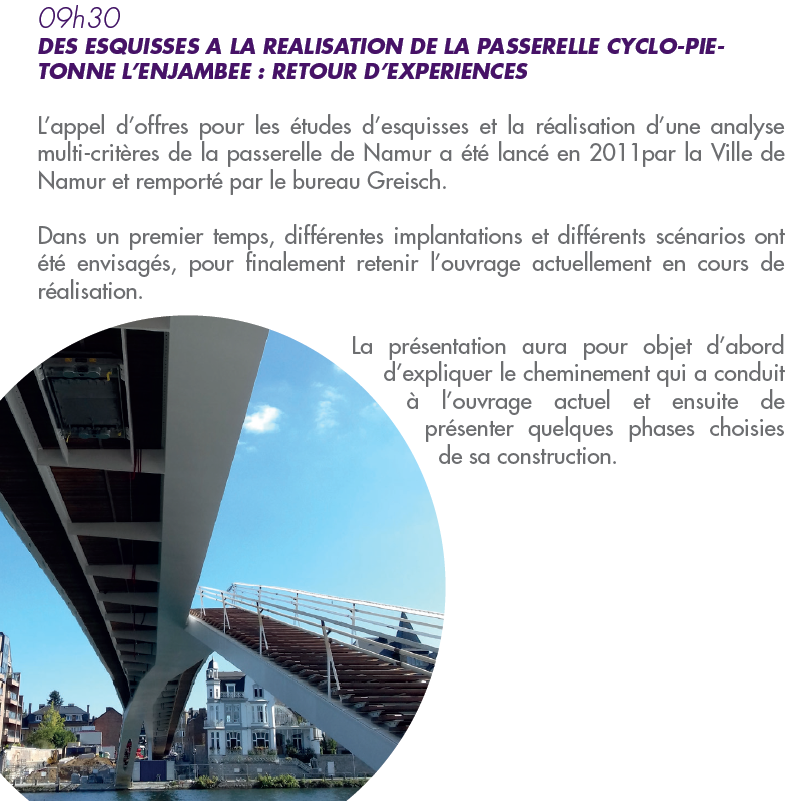 09h30
DES ESQUISSES A LA REALISATION DE LA PASSERELLE CYCLO-PIE-
TONNE L'ENJAMBEE : RETOUR D'EXPERIENCES
L'appel d'offres pour les études d'esquisses et la réalisation d'une analyse
multi-critères de la passerelle de Namur a été lancé en 2011par la Ville de
Namur et remporté par le bureau Greisch.
Dans un premier temps, différentes implantations et différents scénarios ont
été envisagés, pour finalement retenir l'ouvrage actuellement en cours de
réalisation.
La présentation aura pour objet d'abord
d'expliquer le cheminement qui a conduit
à l'ouvrage actuel et ensuite de
présenter quelques phases choisies
de sa construction.